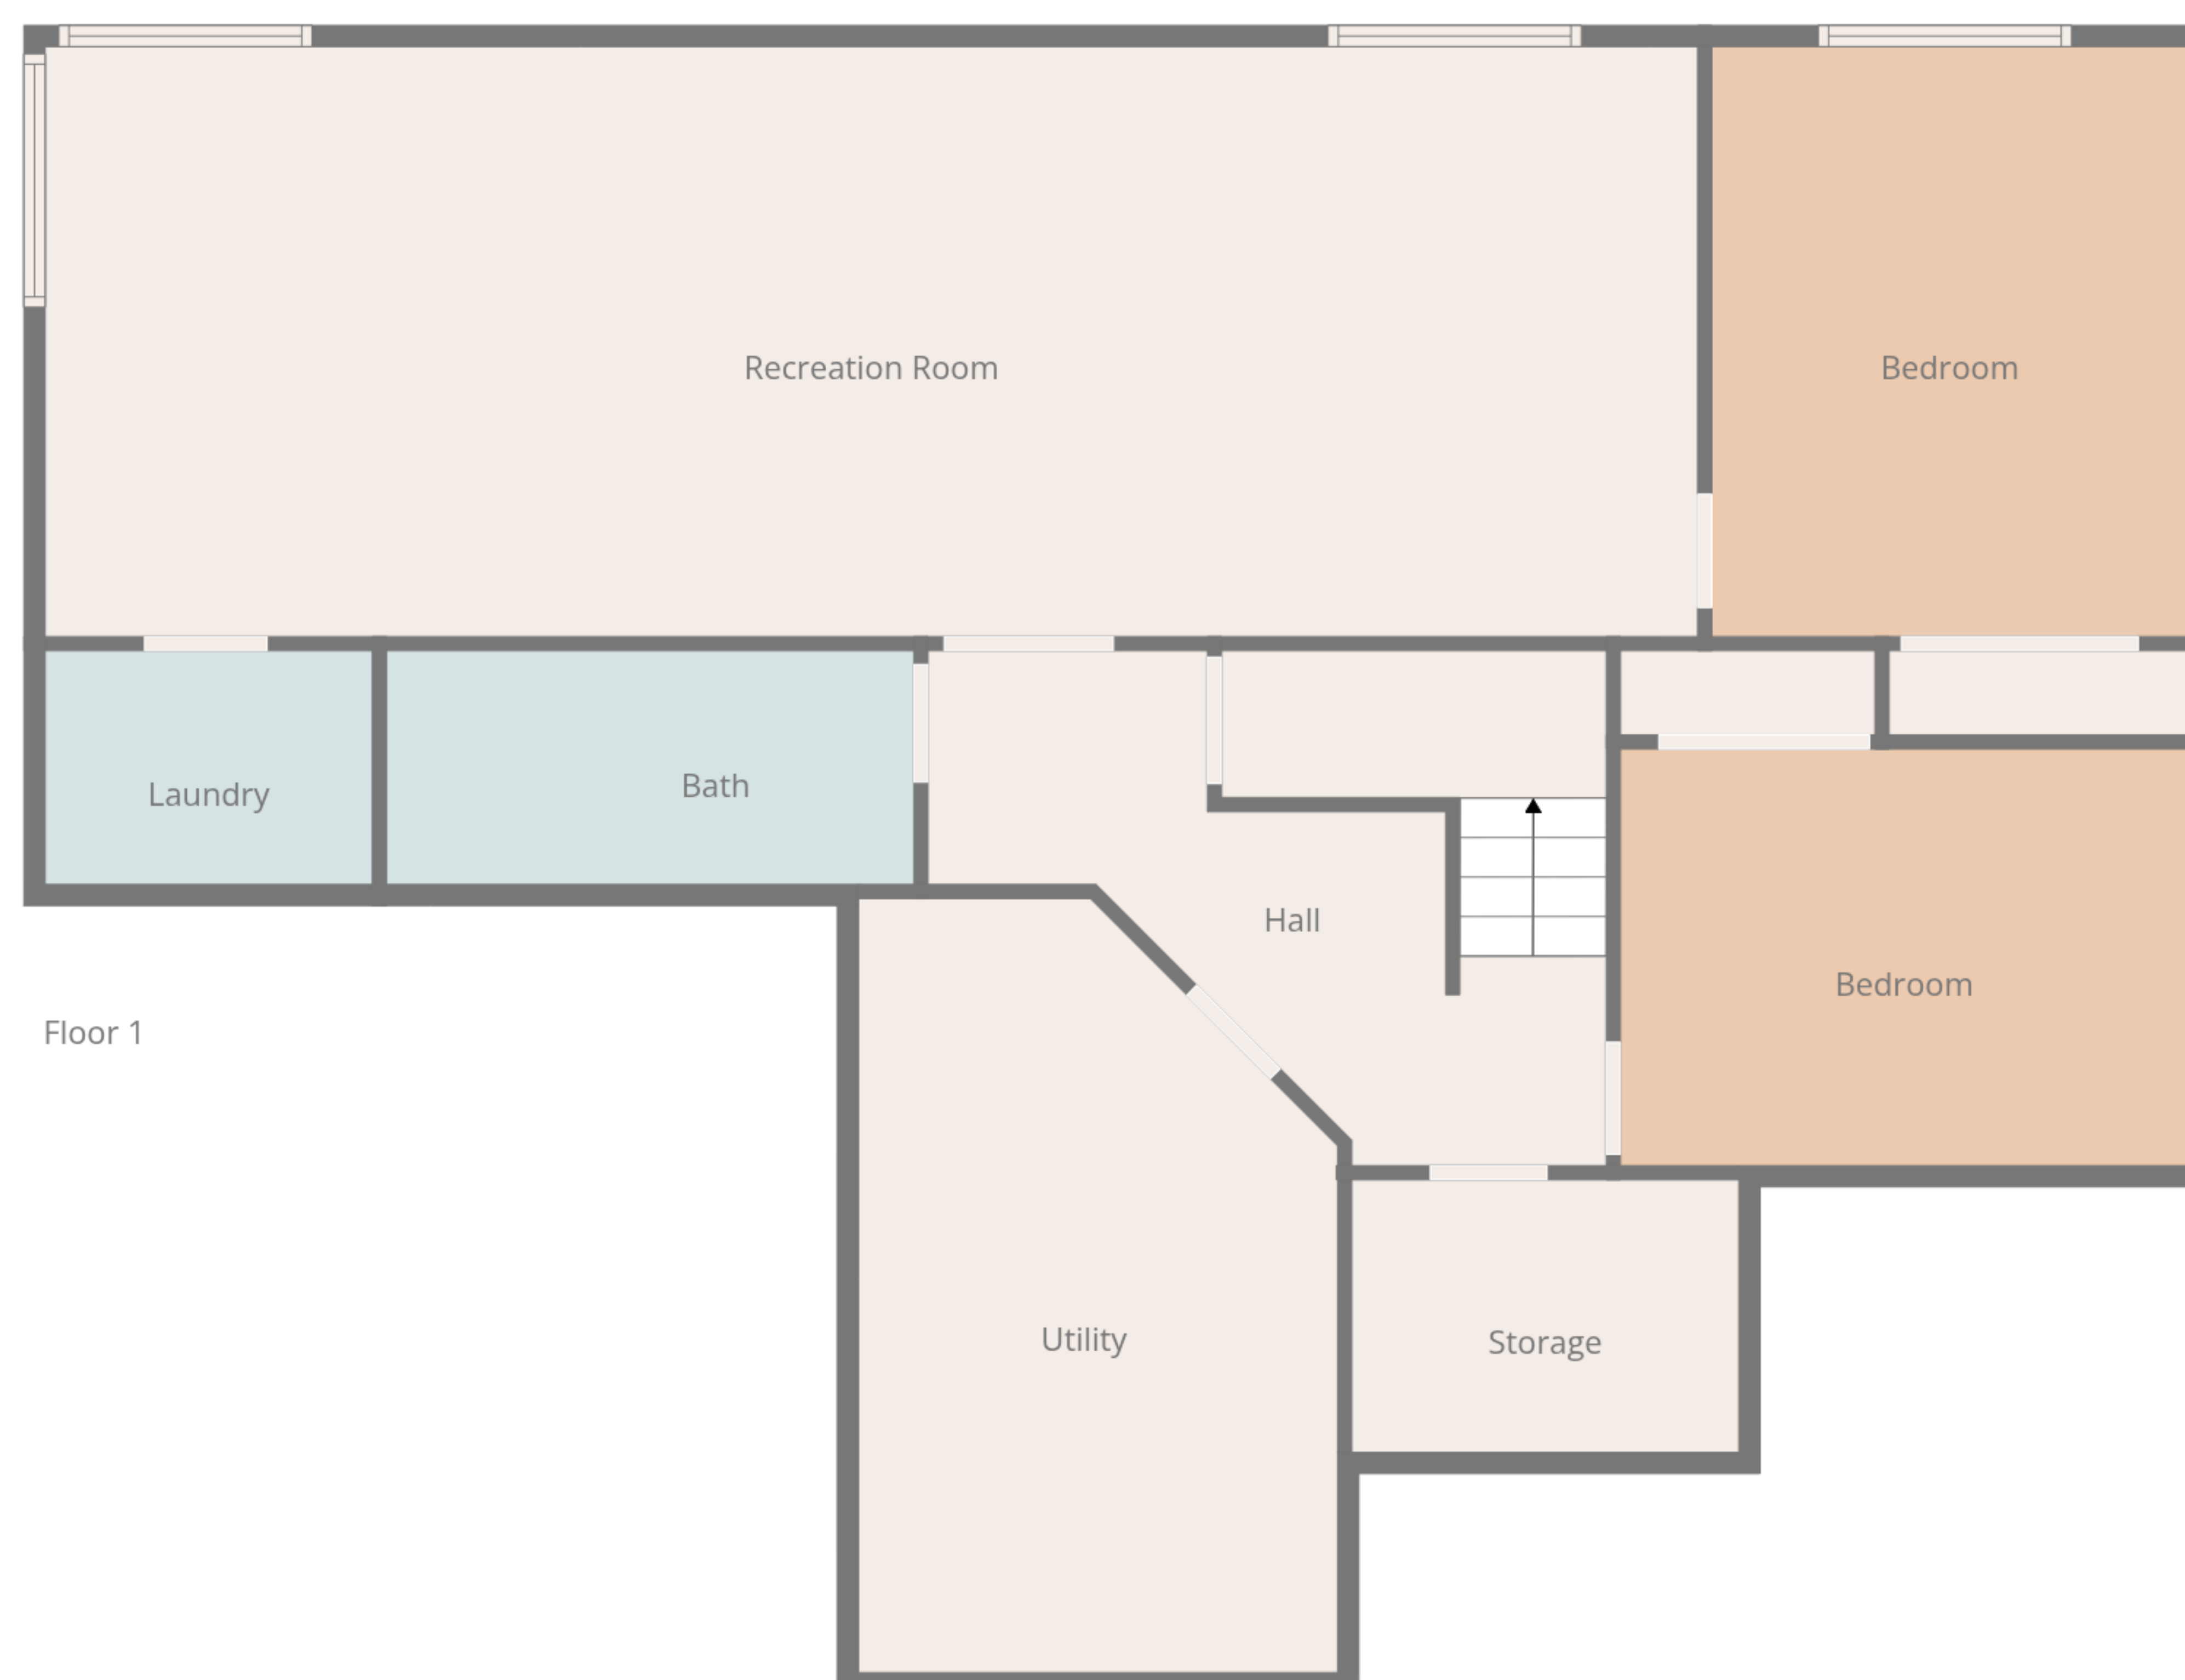 Recreation Room
Bedroom
Laundry
Bath
Hall
Bedroom
Floor 1
Utility
Storage